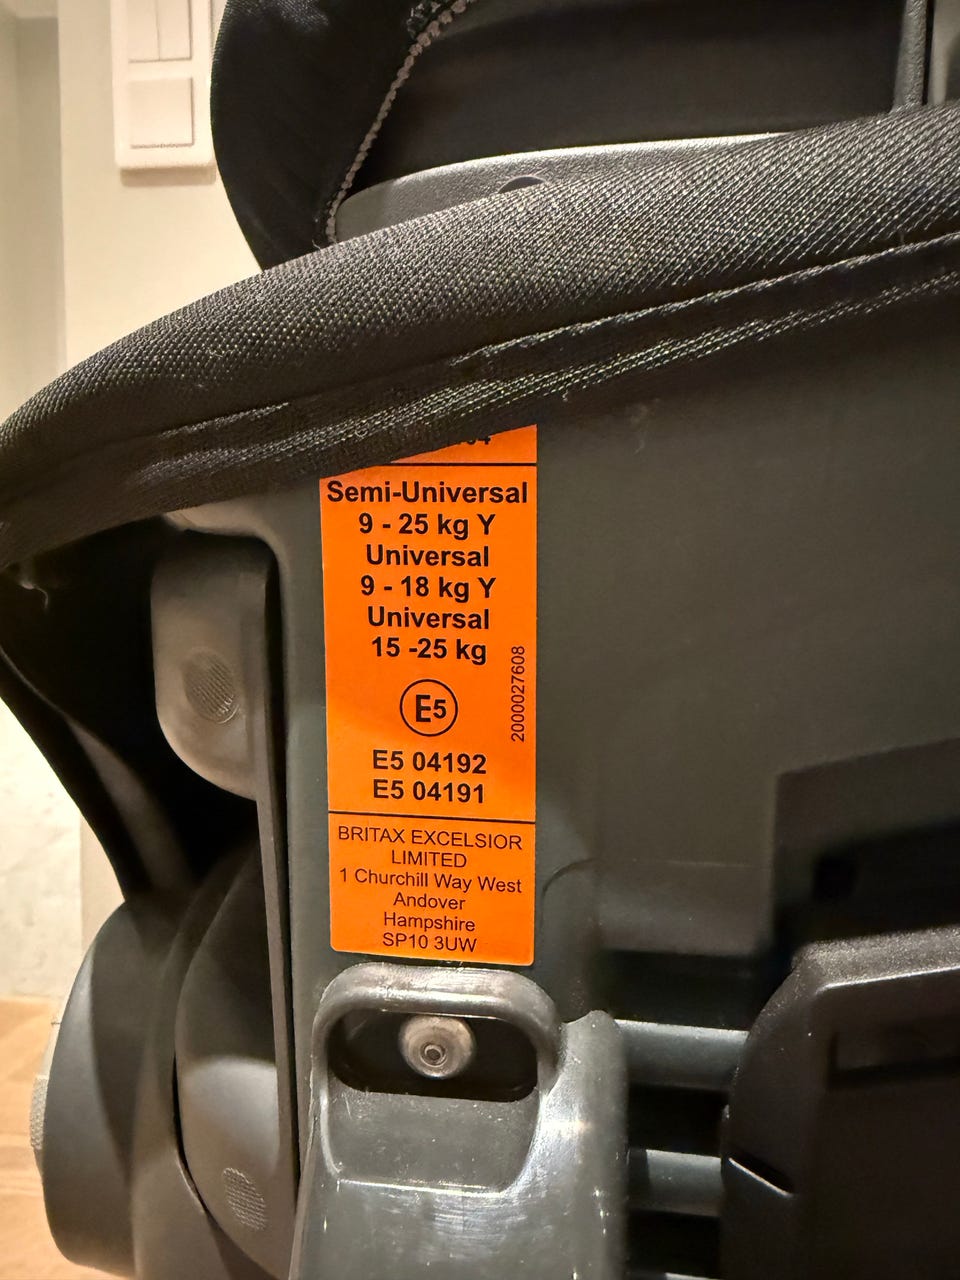 Semi-Universal
9 - 25 kg Y
Universal
9 - 18 kg Y
Universal
15 -25 kg
2000027608
E5
E5 04192
E5 04191
BRITAX EXCELSIOR
LIMITED
1 Churchill Way West
Andover
Hampshire
SP10 3UW